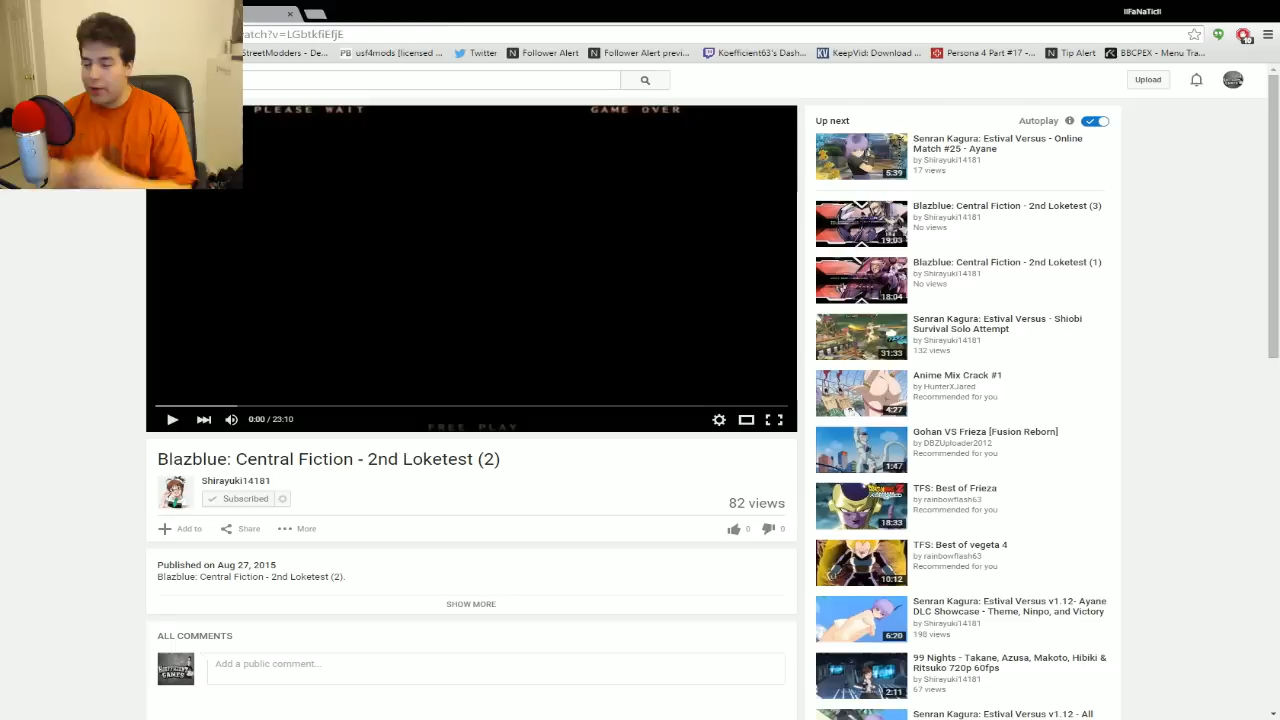 llFaNaTicll
atch?v=LGbtkfiEfjE
StreetModders - De...
PB
us4mods [licensed ...
Twitter
Follower Alert
Follower Alert previ...
Koefficient63's Dash...
KV
KeepVid: Download ...
Persona 4 Part #17 -...
Tip Alert
BBCPEX - Menu Tra...
10
Upload
PLEASE WAIT
GAME OVER
Up next
Autoplay
Senran Kagura: Estival Versus - Online
Match #25 - Ayane
by Shirayuki14181
17 views
5:39
Blazblue: Central Fiction - 2nd Loketest (3)
by Shirayuki14181
No views
19:03
Blazblue: Central Fiction - 2nd Loketest (1)
by Shirayuki14181
No views
18:04
Senran Kagura: Estival Versus - Shiobi
Survival Solo Attempt
by Shirayuki14181
132 views
31:33
Anime Mix Crack #1
by HunterXJared
Recommended for you
4:27
0:00 / 23:10
FREE PLAY
Gohan VS Frieza [Fusion Reborn]
by DBZUploader2012
Recommended for you
1:47
Blazblue: Central Fiction - 2nd Loketest (2)
Shirayuki14181
Subscribed
82 views
Add to
Share
More
0
0
TFS: Best of Frieza
by rainbowflash63
Recommended for you
18:33
TFS: Best of vegeta 4
by rainbowflash63
Recommended for you
10:12
Published on Aug 27, 2015
Blazblue: Central Fiction - 2nd Loketest (2).
SHOW MORE
Senran Kagura: Estival Versus v1.12- Ayane
DLC Showcase - Theme, Ninpo, and Victory
by Shirayuki14181
198 views
6:20
ALL COMMENTS
Add a public comment...
99 Nights - Takane, Azusa, Makoto, Hibiki &
Ritsuko 720p 60fps
by Shirayuki14181
67 views
2:11
Senran Kagura: Estival Versus v1.12 - All